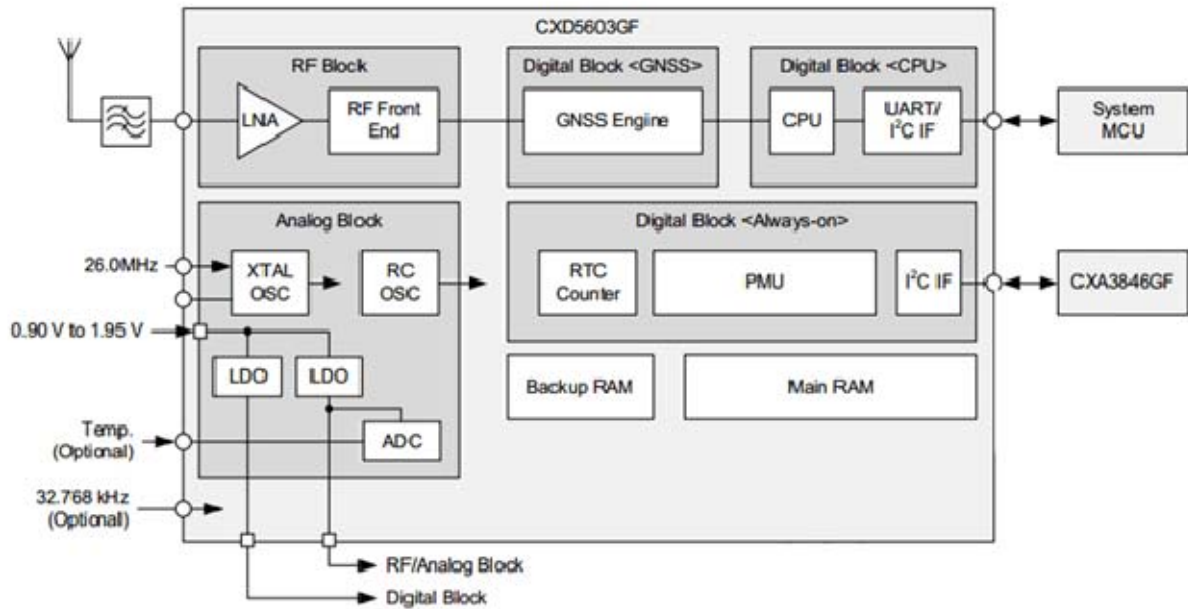 CXD5603GF
RF Block
Digital Block <GNSS>
Digital Block <CPU>
LNA
RF Front
End
GNSS Engine
CPU
UART/
I²C IF
System
MCU
Analog Block
Digital Block <Always-on>
26.0MHz
XTAL
OSC
RC
OSC
RTC
Counter
PMU
I²C IF
CXA3846GF
0.90 V to 1.95 V
LDO
LDO
Backup RAM
Main RAM
Temp.
(Optional)
ADC
32.768 kHz
(Optional)
RF/Analog Block
Digital Block